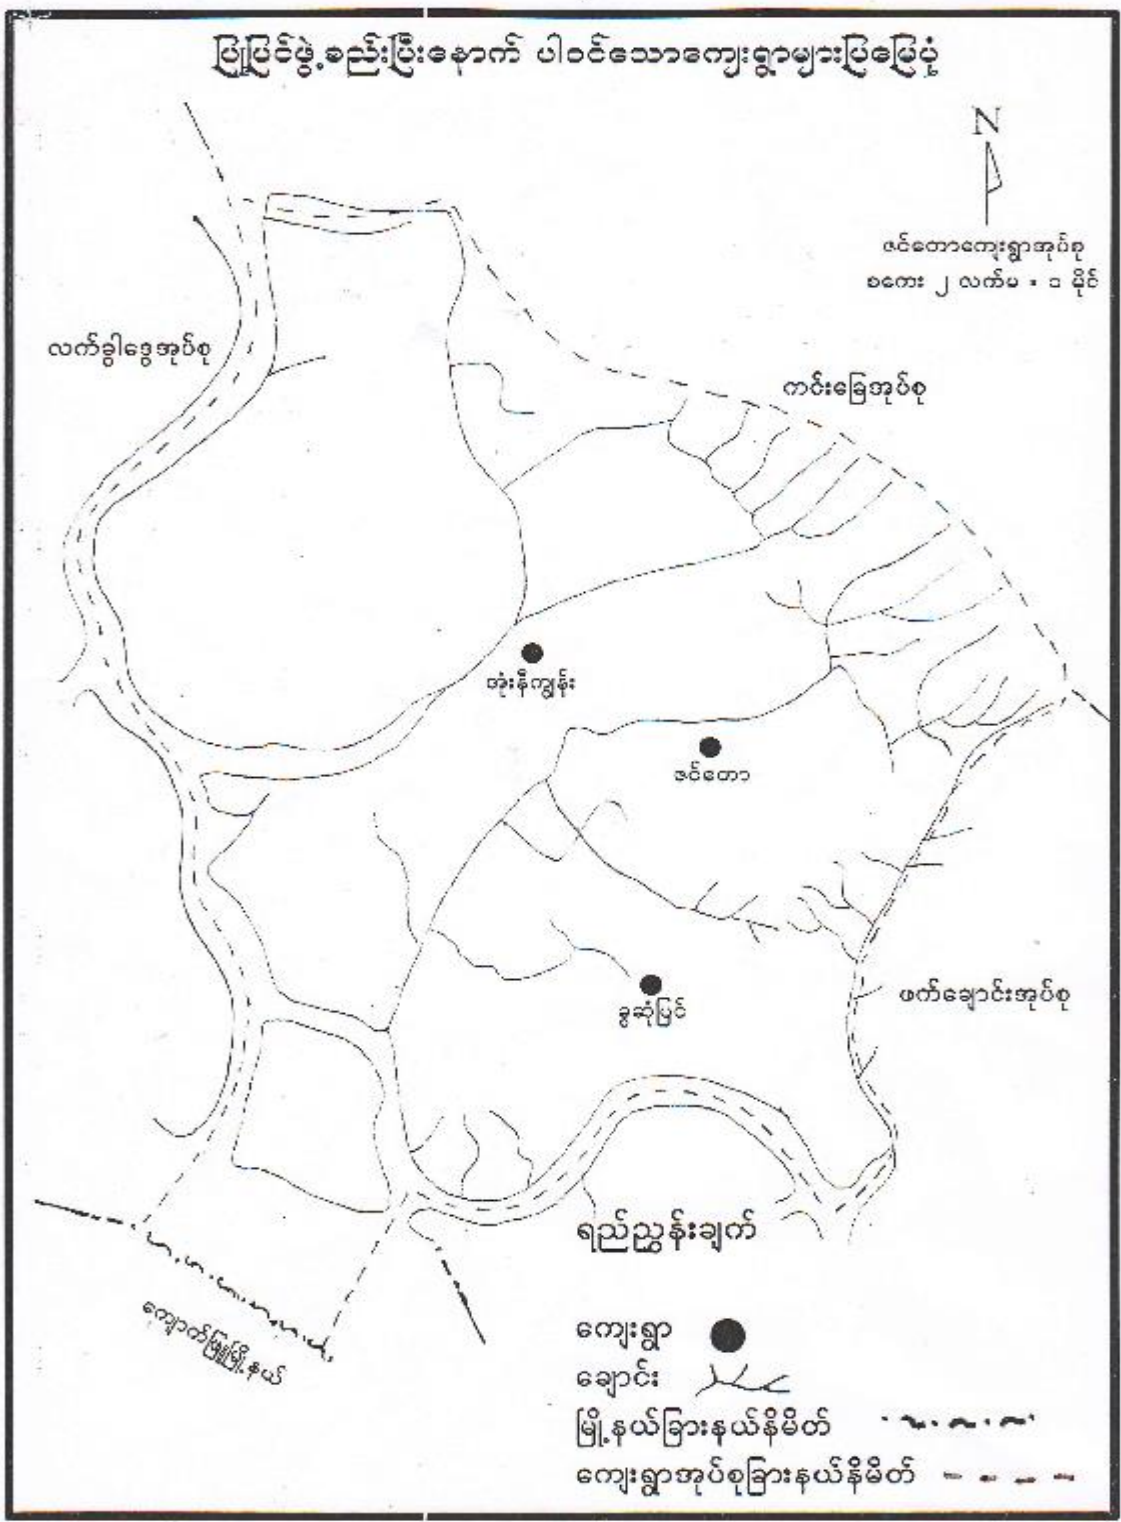 ပြုပြင်ဖွဲ့စည်းပြီးနောက် ပါဝင်သောကျေးရွာများပြမြေပုံ
N
ဇင်တောကျေးရွာအုပ်စု
စကေး ၂ လက်မ = ၁ မိုင်
လက်ခွါဒွေအုပ်စု
ကင်းခြေအုပ်စု
အုံးနီကျွန်း
ဇင်တော
ခွဆုံပြင်
ဖက်ချောင်းအုပ်စု
ကျောက်ဖြူမြို့နယ်
ရည်ညွှန်းချက်
ကျေးရွာ
ချောင်း
မြို့နယ်ခြားနယ်နိမိတ်
ကျေးရွာအုပ်စုခြားနယ်နိမိတ်